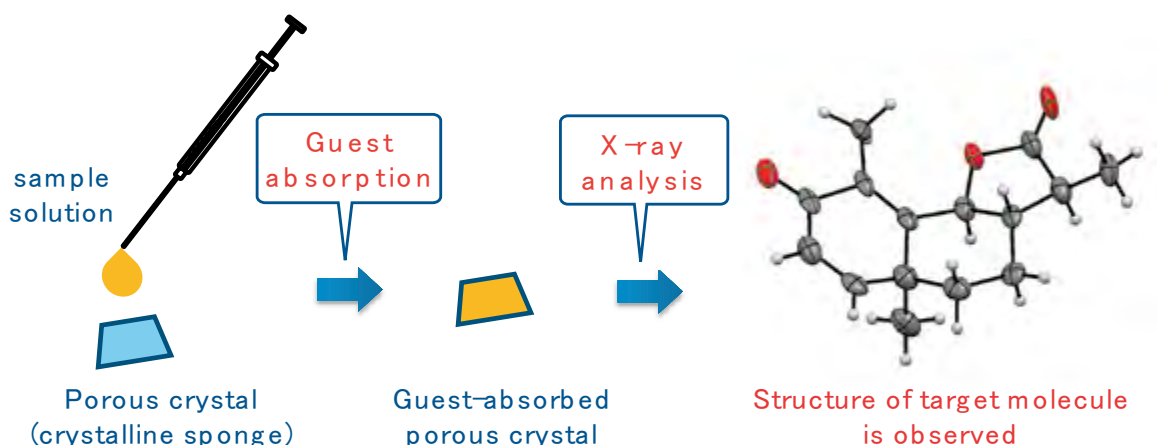 sample
solution
Guest
absorption
X-ray
analysis
Porous crystal
(crystalline sponge)
Guest-absorbed
porous crystal
Structure of target molecule
is observed